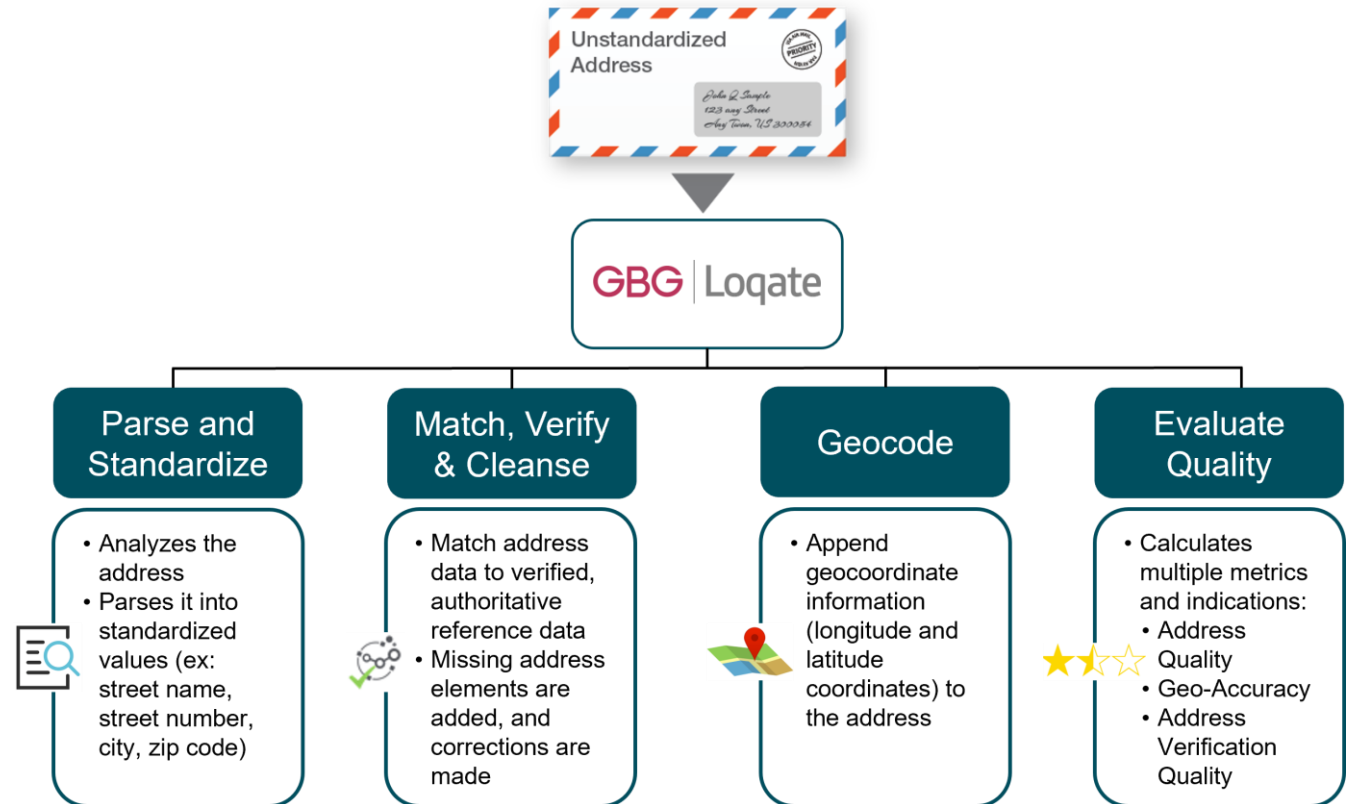 Unstandardized
Address
PRIORITY
John Q Sample
123 any Street
Any Twon, US 300054
GBG | Loqate
Parse and
Standardize
• Analyzes the
address
• Parses it into
standardized
values (ex:
street name,
street number,
city, zip code)
Match, Verify
& Cleanse
• Match address
data to verified,
authoritative
reference data
• Missing address
elements are
added, and
corrections are
made
Geocode
• Append
geocoordinate
information
(longitude and
latitude
coordinates) to
the address
Evaluate
Quality
• Calculates
multiple metrics
and indications:
• Address
Quality
• Geo-Accuracy
• Address
Verification
Quality